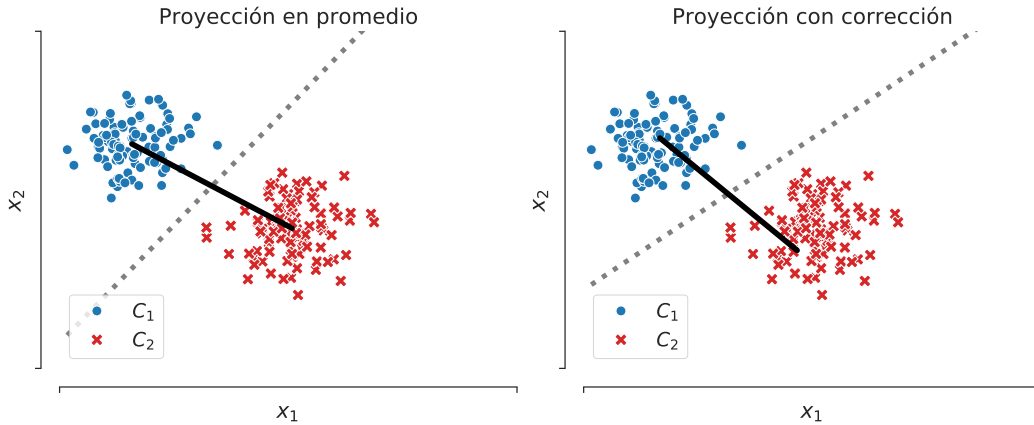 Proyección en promedio
x₂
C₁
C₂
x₁
Proyección con corrección
x₂
C₁
C₂
x₁